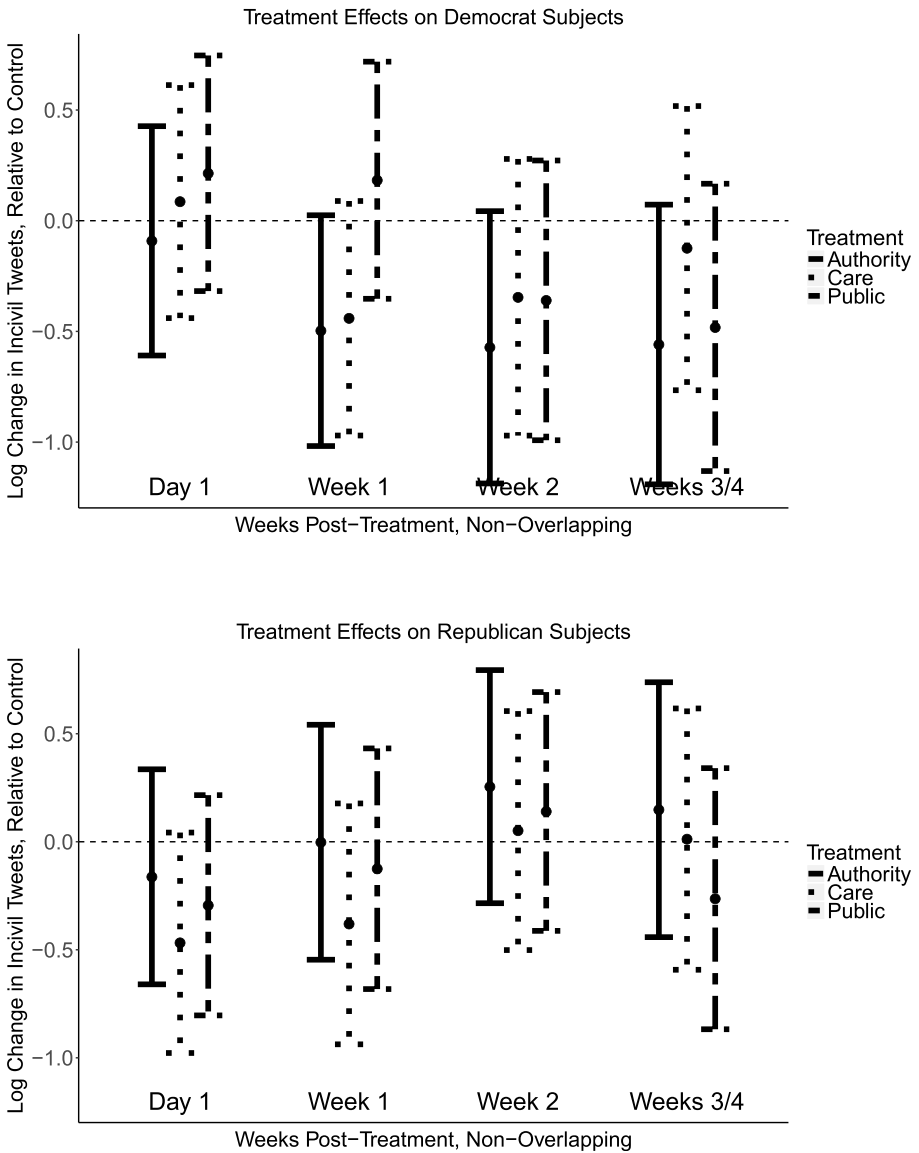 Treatment Effects on Democrat Subjects
Log Change in Incivil Tweets, Relative to Control
0.5
0.0
−0.5
−1.0
Day 1 Week 1 Week 2 Weeks 3/4
Weeks Post−Treatment, Non−Overlapping
Treatment
Authority
Care
Public
Treatment Effects on Republican Subjects
Log Change in Incivil Tweets, Relative to Control
0.5
0.0
−0.5
−1.0
Day 1 Week 1 Week 2 Weeks 3/4
Weeks Post−Treatment, Non−Overlapping
Treatment
Authority
Care
Public